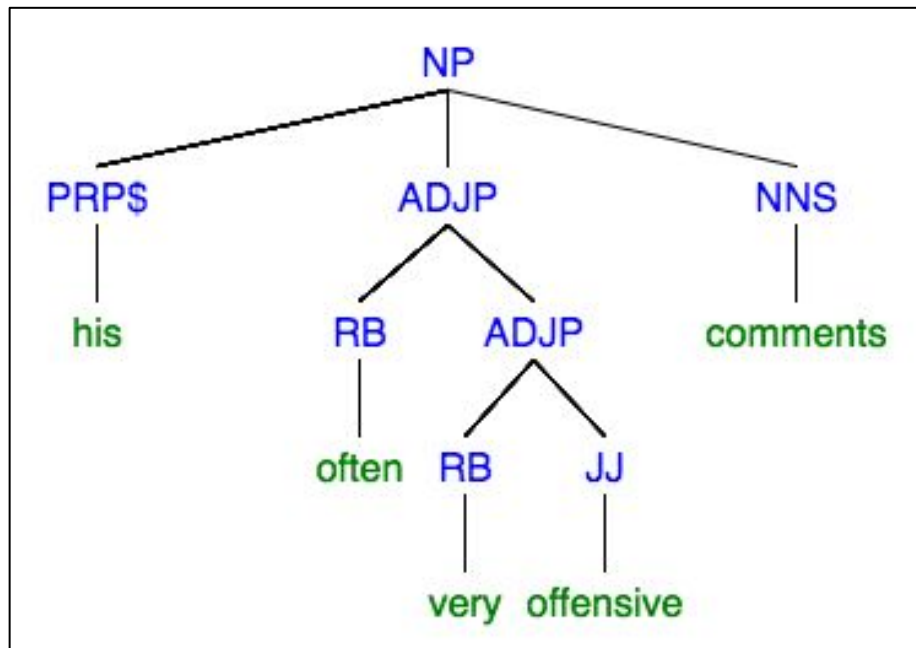 NP
PRP$ ADJP NNS
his RB ADJP comments
often RB JJ
very offensive